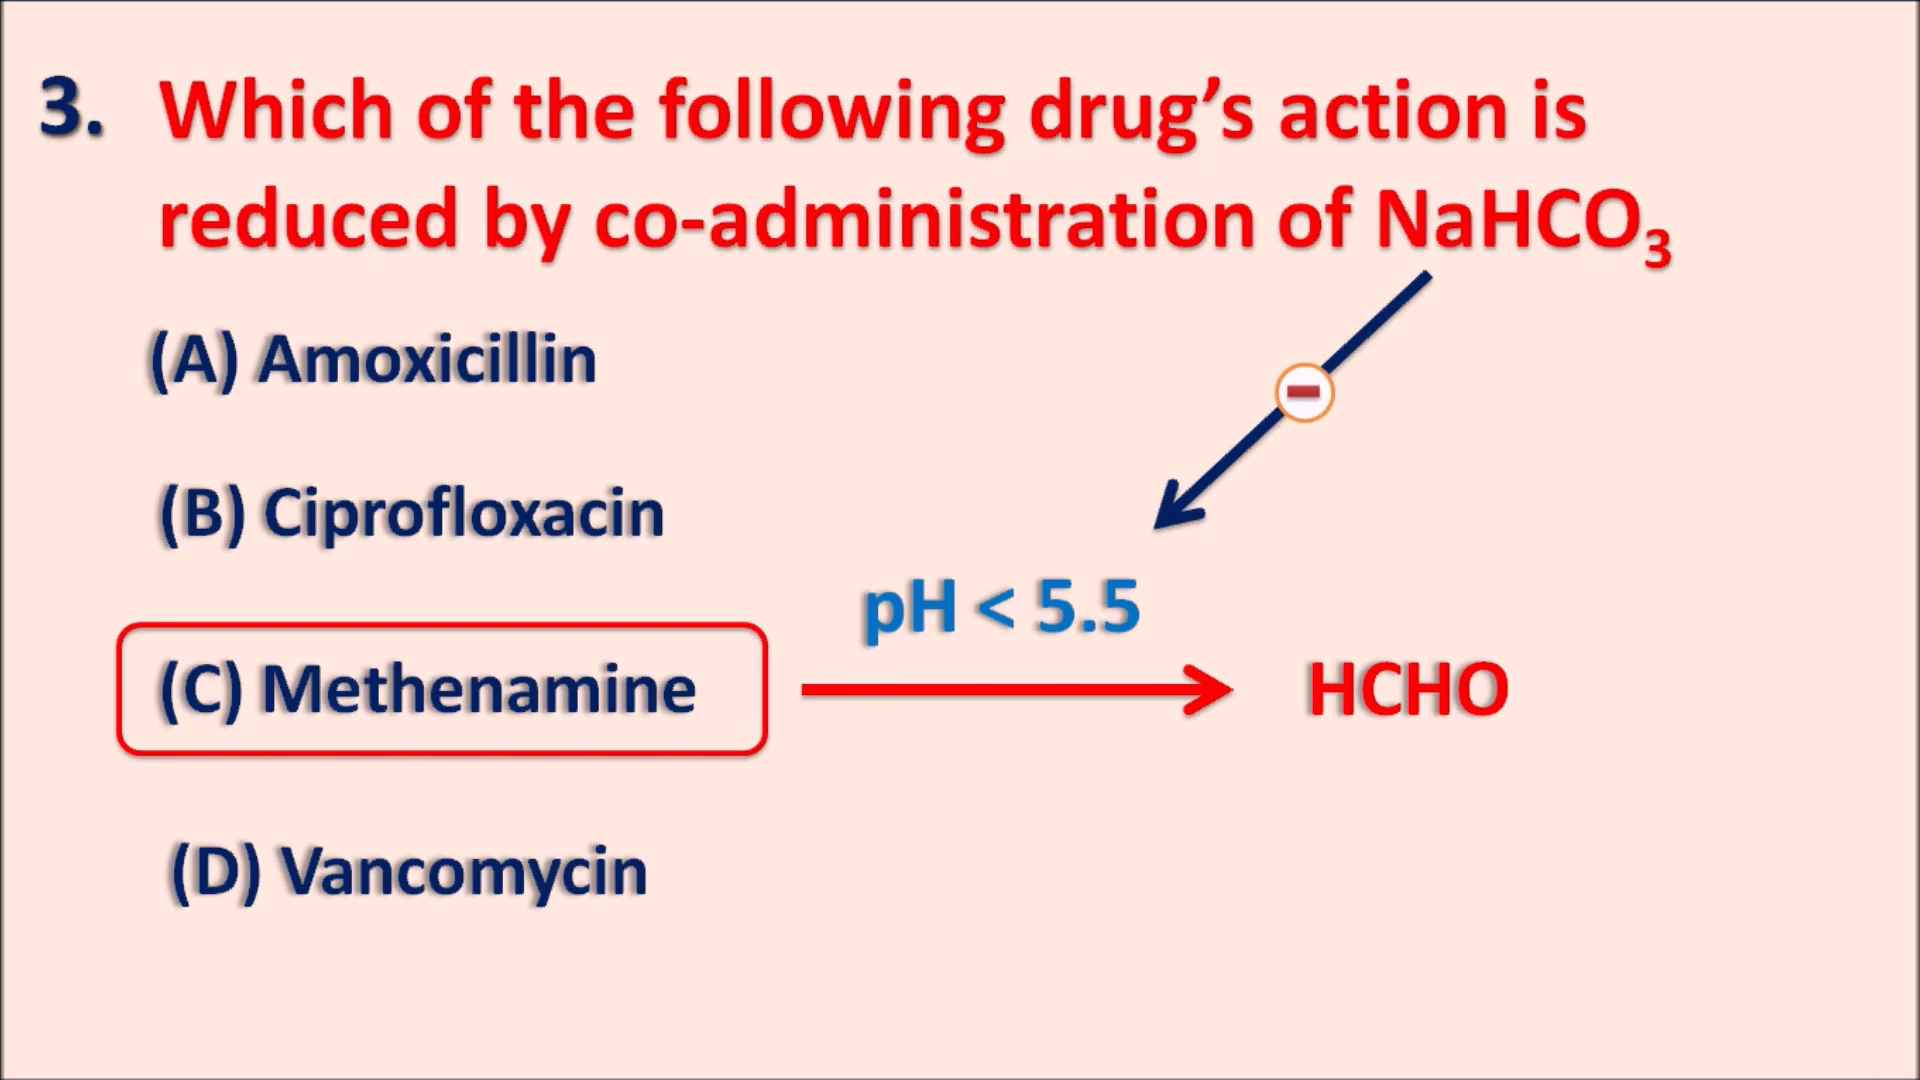 3. Which of the following drug’s action is
reduced by co-administration of NaHCO₃
(A) Amoxicillin
(B) Ciprofloxacin
pH < 5.5
(C) Methenamine HCHO
(D) Vancomycin